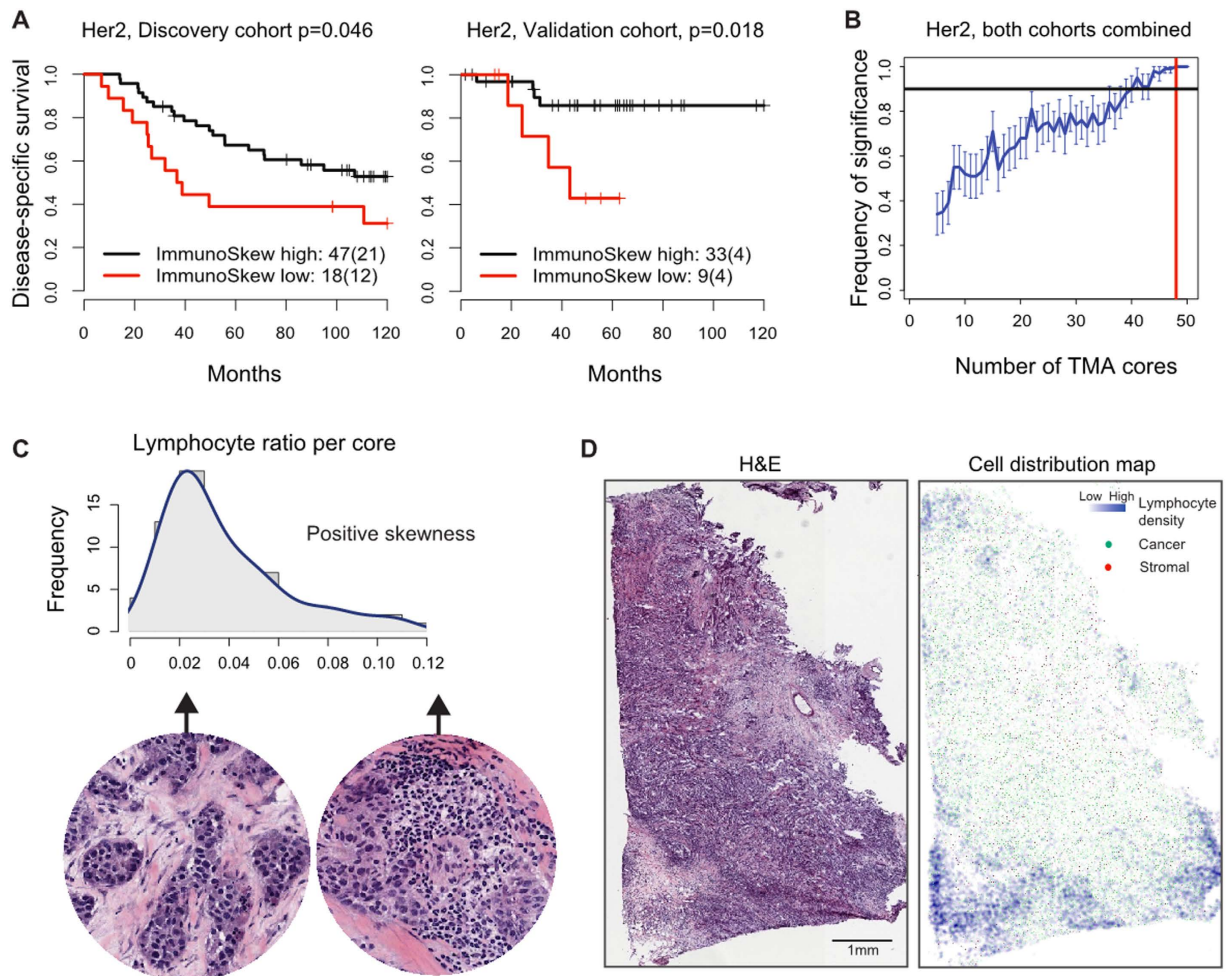 A
Her2, Discovery cohort p=0.046
Disease-specific survival
1.0
0.8
0.6
0.4
0.2
0.0
ImmunoSkew high: 47(21)
ImmunoSkew low: 18(12)
0 20 40 60 80 100 120
Months
Her2, Validation cohort, p=0.018
1.0
0.8
0.6
0.4
0.2
0.0
ImmunoSkew high: 33(4)
ImmunoSkew low: 9(4)
0 20 40 60 80 100 120
Months
B
Her2, both cohorts combined
Frequency of significance
1.0
0.8
0.6
0.4
0.2
0.0
0 10 20 30 40 50
Number of TMA cores
C
Lymphocyte ratio per core
Frequency
15
10
5
0
Positive skewness
0 0.02 0.04 0.06 0.10 0.12
D
H&E
1mm
Cell distribution map
Low High
Lymphocyte
density
Cancer
Stromal